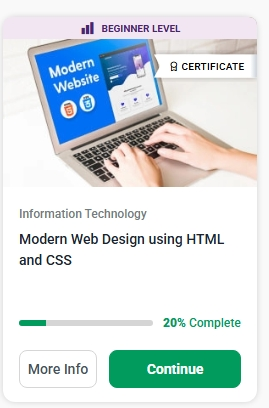 BEGINNER LEVEL
CERTIFICATE
Modern
Website
Information Technology
Modern Web Design using HTML
and CSS
20% Complete
More Info
Continue